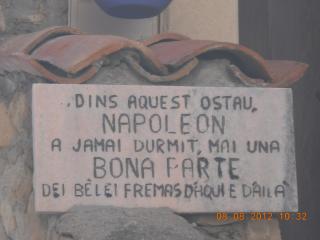 DINS AQUEST OSTAU,
NAPOLEON
A JAMAI DURMIT, MAI UNA
BONA PARTE
DEI BÈLEI FREMAS D'AQUI E D'AILÀ
08 08 2012 10:32